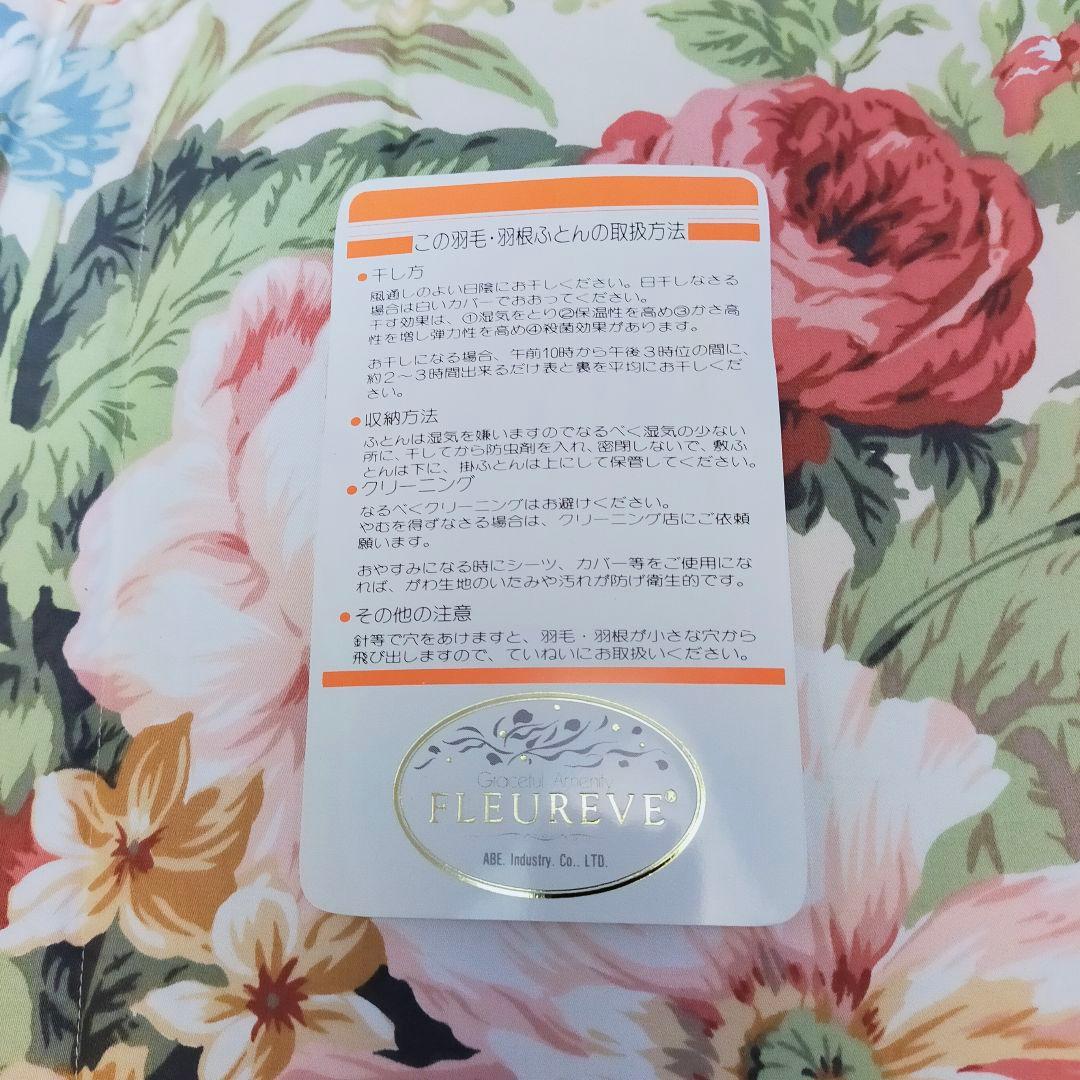 この羽毛・羽根ふとんの取扱方法
●干し方
風通しのよい日陰にお干しください。日干しなさる
場合は白いカバーでおおってください。
干す効果は、①湿気をとり②保温性を高め③かさ高
性を増し弾力性を高め④殺菌効果があります。
お干しになる場合、午前10時から午後3時位の間に、
約2〜3時間出来るだけ表と裏を平均にお干しくだ
さい。
●収納方法
ふとんは湿気を嫌いますのでなるべく湿気の少ない
所に、干してから防虫剤を入れ、密閉しないで、敷ふ
とんは下に、掛ふとんは上にして保管してください。
●クリーニング
なるべくクリーニングはお避けください。
やむを得ずなさる場合は、クリーニング店にご依頼
願います。
おやすみになる時にシーツ、カバー等をご使用にな
れば、がわ生地のいたみや汚れが防げ衛生的です。
●その他の注意
針等で穴をあけますと、羽毛・羽根が小さな穴から
飛び出しますので、ていねいにお取扱いください。
Graceful Amenity
FLEUREVE®
ABE. Industry. Co.. LTD.